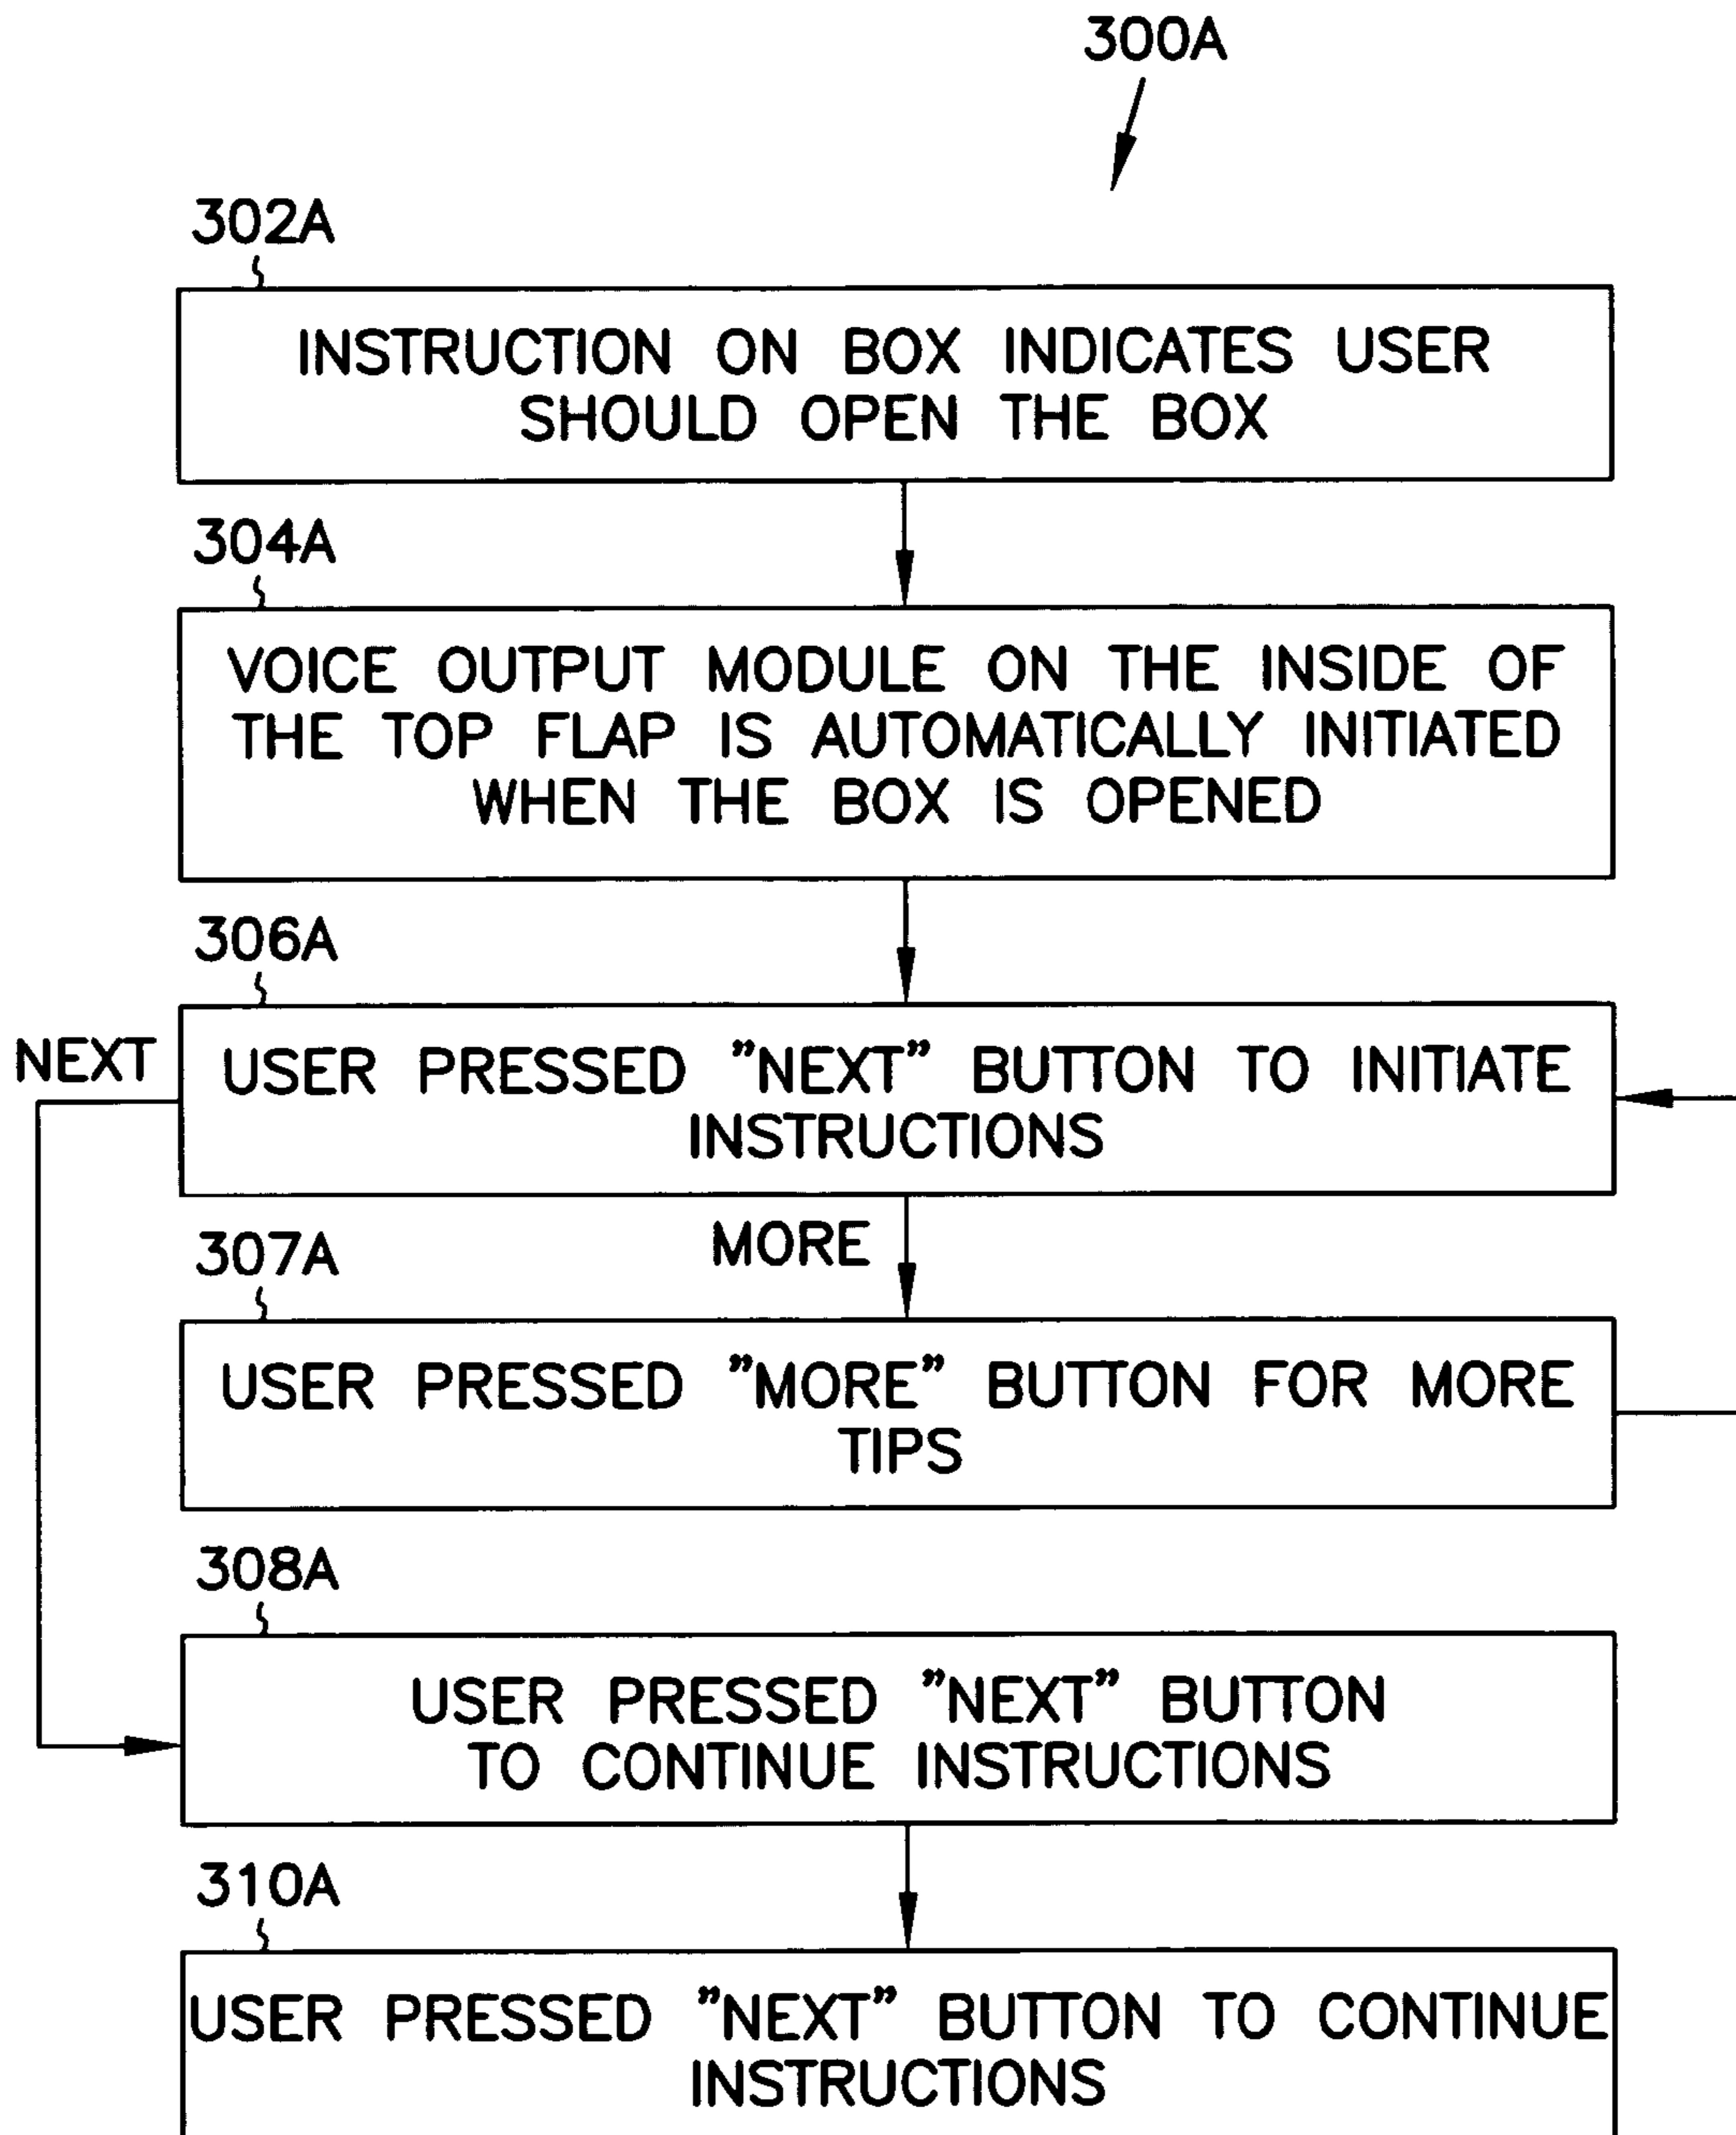 300A
302A
INSTRUCTION ON BOX INDICATES USER
SHOULD OPEN THE BOX
304A
VOICE OUTPUT MODULE ON THE INSIDE OF
THE TOP FLAP IS AUTOMATICALLY INITIATED
WHEN THE BOX IS OPENED
306A
NEXT
USER PRESSED "NEXT" BUTTON TO INITIATE
INSTRUCTIONS
MORE
307A
USER PRESSED "MORE" BUTTON FOR MORE
TIPS
308A
USER PRESSED "NEXT" BUTTON
TO CONTINUE INSTRUCTIONS
310A
USER PRESSED "NEXT" BUTTON TO CONTINUE
INSTRUCTIONS